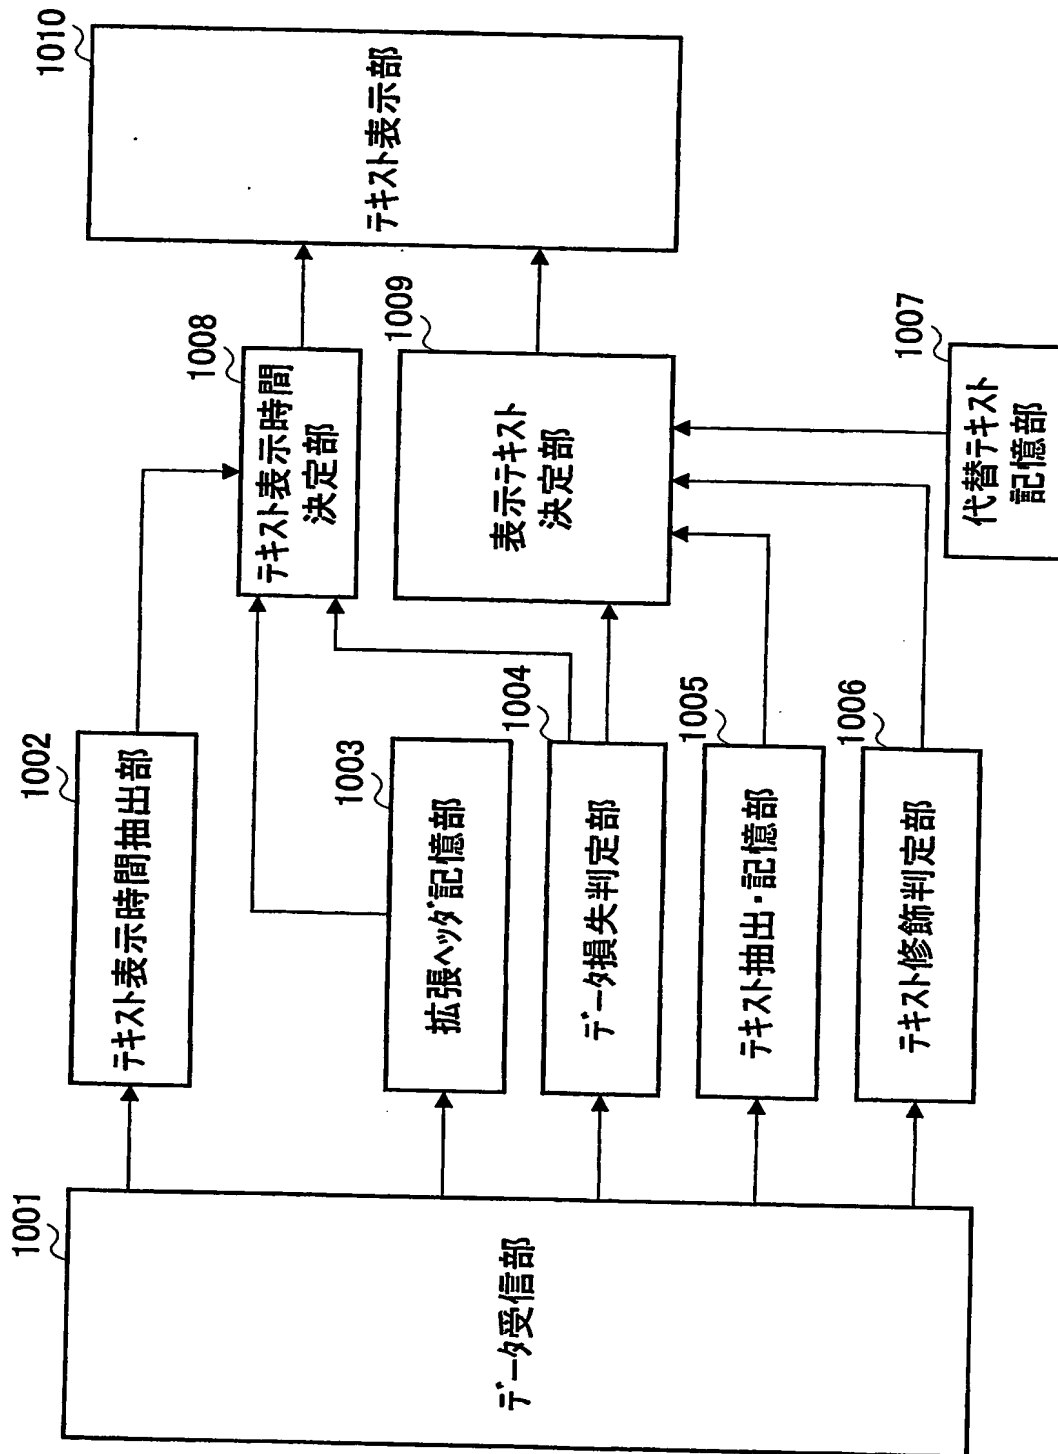 1001
データ受信部
1002
テキスト表示時間抽出部
1003
拡張ヘッダ記憶部
1004
データ損失判定部
1005
テキスト抽出・記憶部
1006
テキスト修飾判定部
1008
テキスト表示時間
決定部
1009
表示テキスト
決定部
1007
代替テキスト
記憶部
1010
テキスト表示部